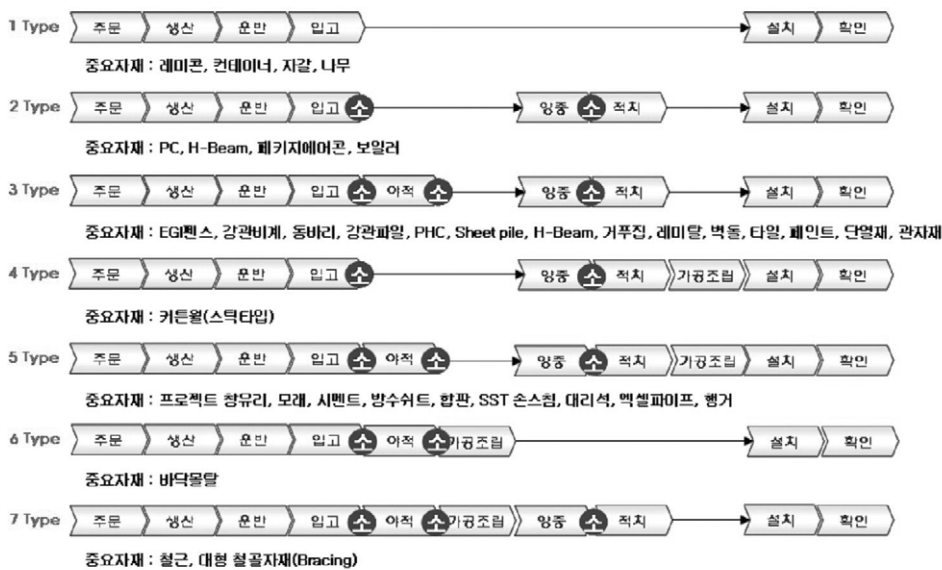 1 Type 주문 생산 운반 입고 설치 확인
중요자재 : 레미콘, 컨테이너, 자갈, 나무
2 Type 주문 생산 운반 입고 소 양중 소 적치 설치 확인
중요자재 : PC, H-Beam, 패키지에어콘, 보일러
3 Type 주문 생산 운반 입고 소 야적 소 양중 소 적치 설치 확인
중요자재 : EGI펜스, 강관비계, 동바리, 강관파일, PHC, Sheet pile, H-Beam, 거푸집, 레미탈, 벽돌, 타일, 페인트, 단열재, 관자재
4 Type 주문 생산 운반 입고 소 양중 소 적치 가공조립 설치 확인
중요자재 : 커튼월(스틱타입)
5 Type 주문 생산 운반 입고 소 야적 소 양중 소 적치 가공조립 설치 확인
중요자재 : 프로젝트 창유리, 모래, 시멘트, 방수쉬트, 합판, SST 손스침, 대리석, 엑셀파이프, 행거
6 Type 주문 생산 운반 입고 소 야적 소 가공조립 설치 확인
중요자재 : 바닥몰탈
7 Type 주문 생산 운반 입고 소 야적 소 가공조립 양중 소 적치 설치 확인
중요자재 : 철근, 대형 철골자재(Bracing)